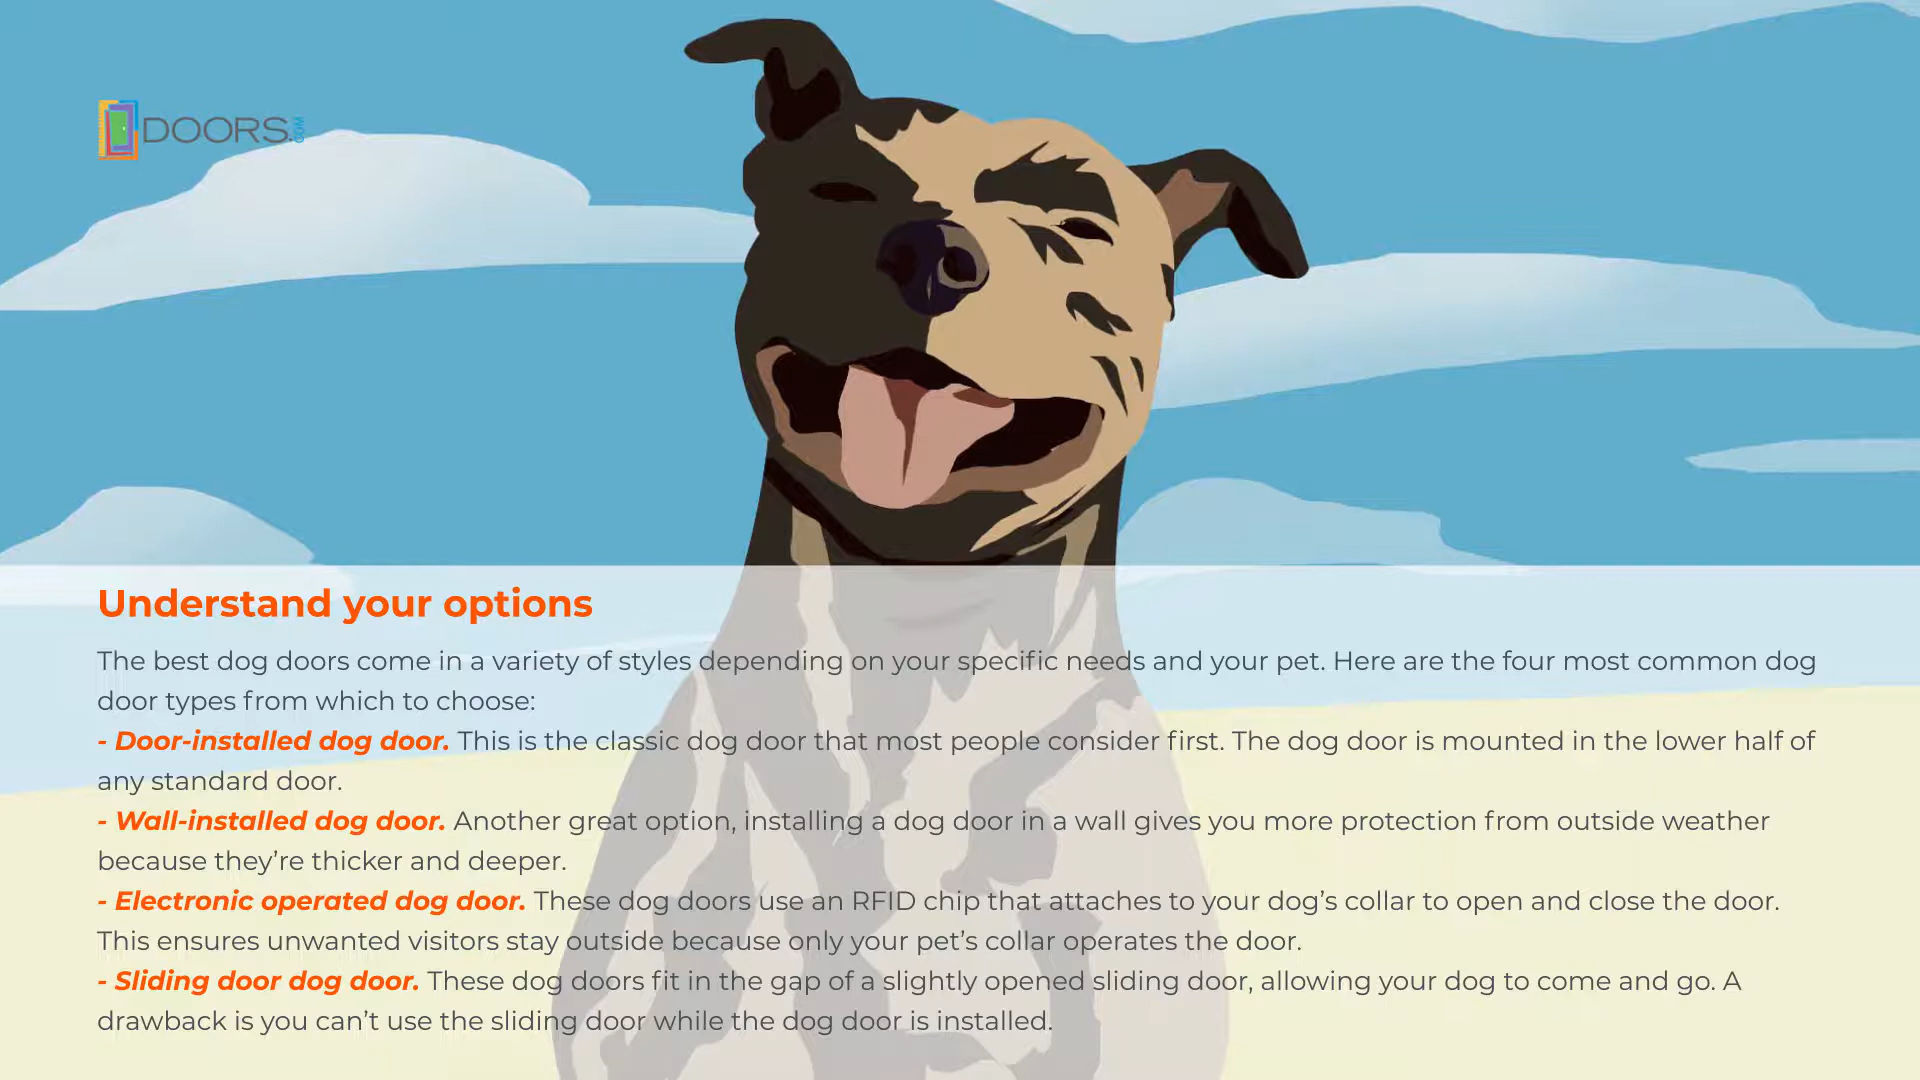 DOORS.COM
Understand your options
The best dog doors come in a variety of styles depending on your specific needs and your pet. Here are the four most common dog
door types from which to choose:
- Door-installed dog door. This is the classic dog door that most people consider first. The dog door is mounted in the lower half of
any standard door.
- Wall-installed dog door. Another great option, installing a dog door in a wall gives you more protection from outside weather
because they’re thicker and deeper.
- Electronic operated dog door. These dog doors use an RFID chip that attaches to your dog’s collar to open and close the door.
This ensures unwanted visitors stay outside because only your pet’s collar operates the door.
- Sliding door dog door. These dog doors fit in the gap of a slightly opened sliding door, allowing your dog to come and go. A
drawback is you can’t use the sliding door while the dog door is installed.